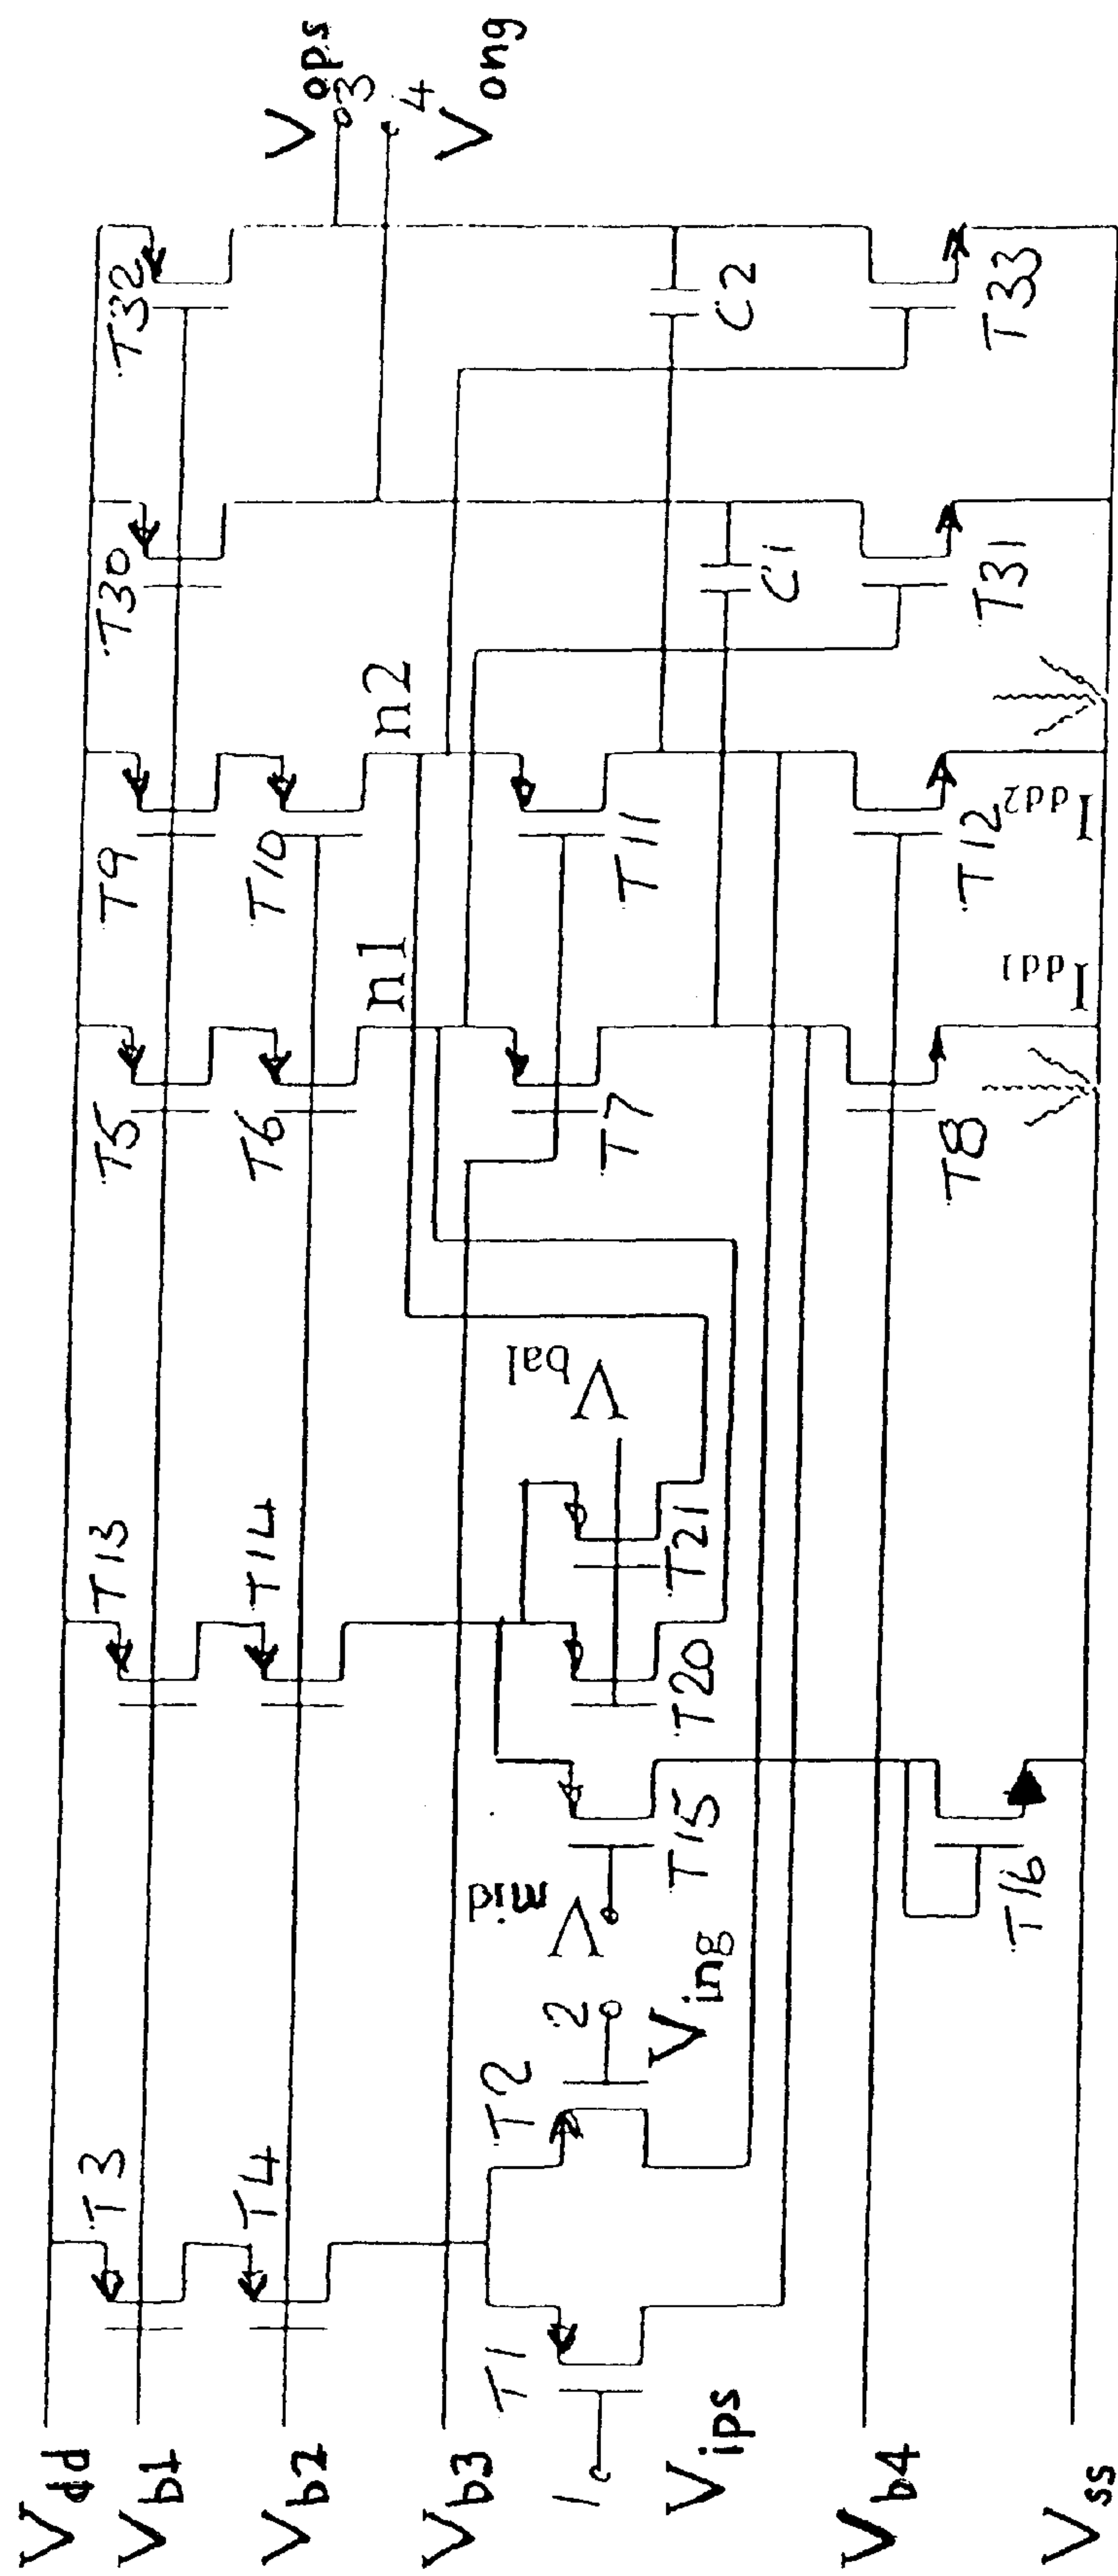 Vdd
Vb1
Vb2
Vb3
Vips
Vb4
Vss
1
T1
T3
T4
T2
2
Ving
Vmid
T15
T16
T13
T14
T20
T21
Vbal
T5
T6
n1
T7
T8
Idd1
T9
T10
n2
T11
T12
Idd2
T30
C1
T31
T32
C2
T33
Vops
3
4
Vong